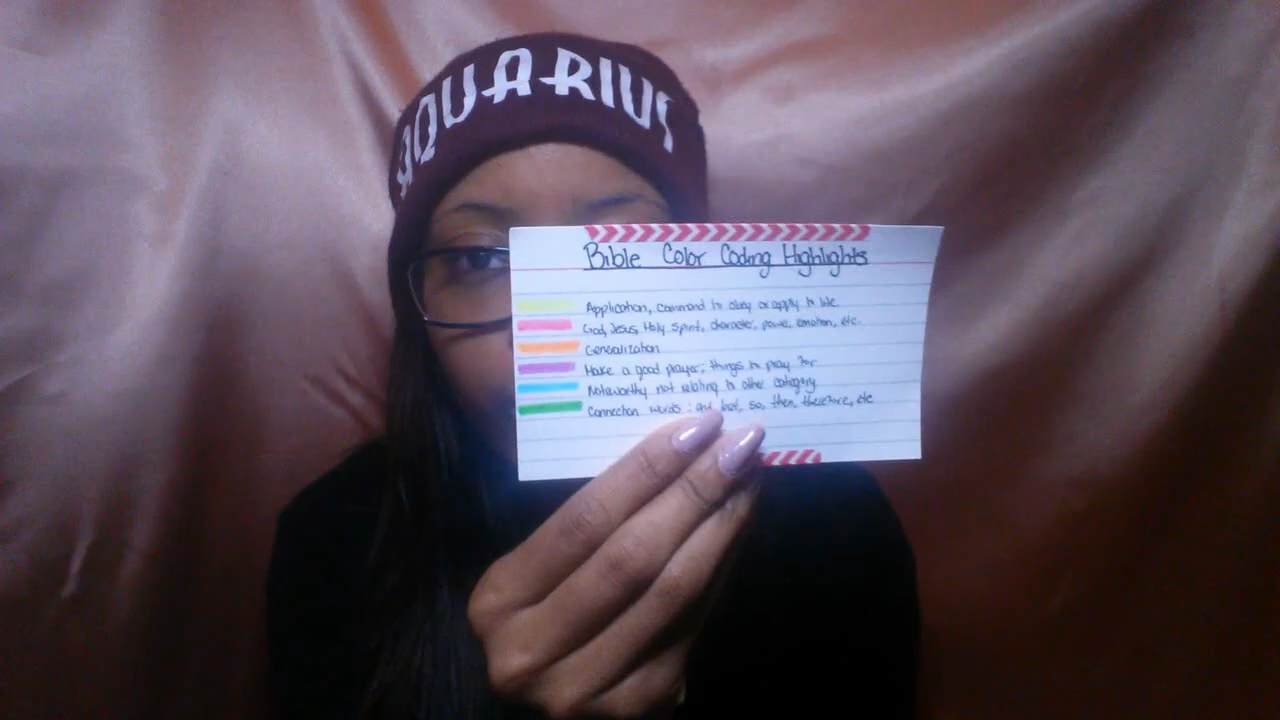 AQUARIUS
Bible Color Coding Highlights
Application, command to obey or apply to life
God, Jesus, Holy Spirit, character, power, emotion, etc.
Generalization
Make a good prayer, things to pray for
Noteworthy not relating to other category
Connection words: and, but, so, then, therefore, etc